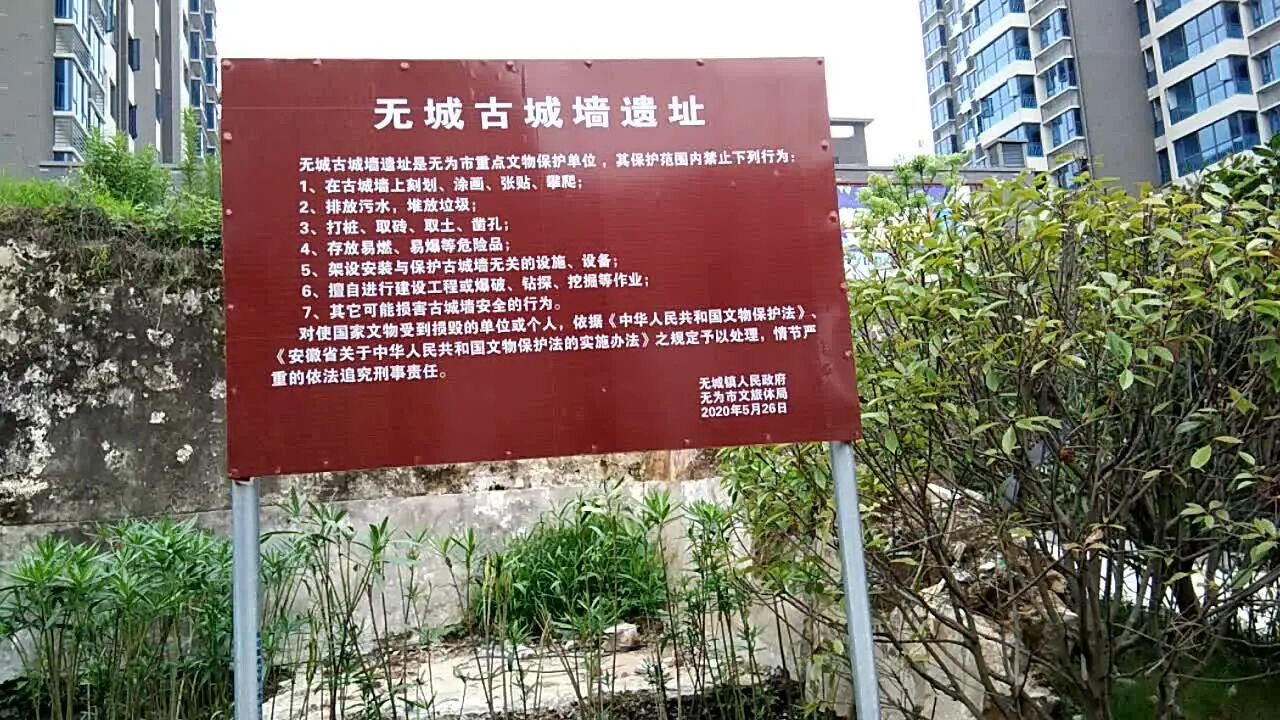 无城古城墙遗址
无城古城墙遗址是无为市重点文物保护单位，其保护范围内禁止下列行为：
1、在古城墙上刻划、涂画、张贴、攀爬；
2、排放污水，堆放垃圾；
3、打桩、取砖、取土、凿孔；
4、存放易燃、易爆等危险品；
5、架设安装与保护古城墙无关的设施、设备；
6、擅自进行建设工程或爆破、钻探、挖掘等作业；
7、其它可能损害古城墙安全的行为。
对使国家文物受到损毁的单位或个人，依据《中华人民共和国文物保护法》、
《安徽省关于中华人民共和国文物保护法的实施办法》之规定予以处理，情节严
重的依法追究刑事责任。
无城镇人民政府
无为市文旅体局
2020年5月26日